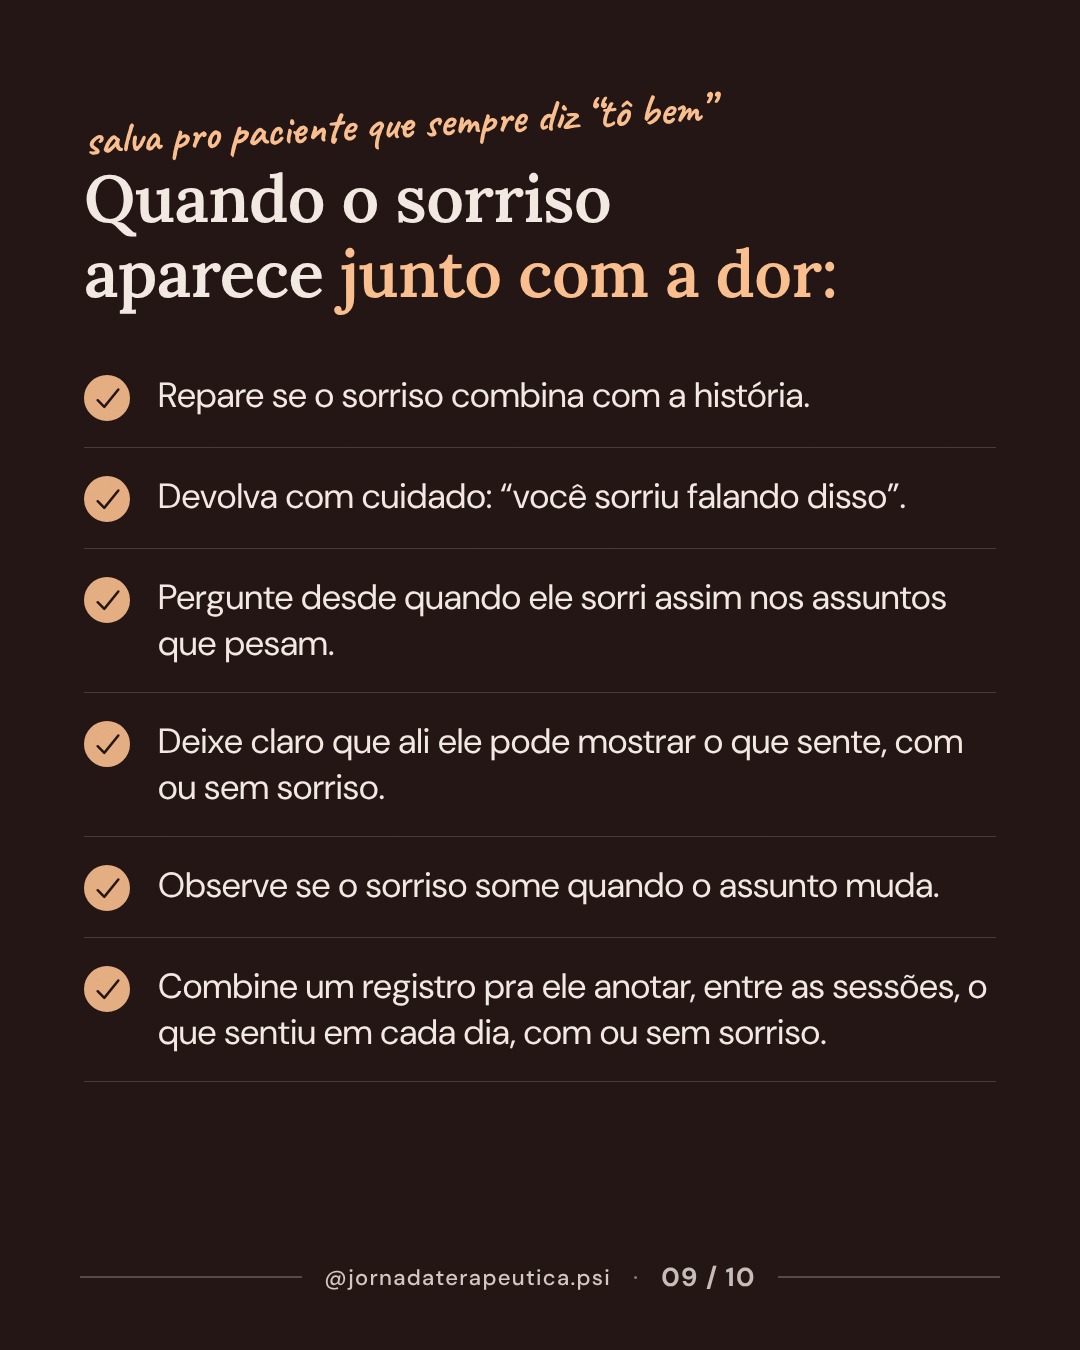 salva pro paciente que sempre diz “tô bem”
Quando o sorriso
aparece junto com a dor:
Repare se o sorriso combina com a história.
Devolva com cuidado: “você sorriu falando disso”.
Pergunte desde quando ele sorri assim nos assuntos
que pesam.
Deixe claro que ali ele pode mostrar o que sente, com
ou sem sorriso.
Observe se o sorriso some quando o assunto muda.
Combine um registro pra ele anotar, entre as sessões, o
que sentiu em cada dia, com ou sem sorriso.
@jornadaterapeutica.psi · 09 / 10